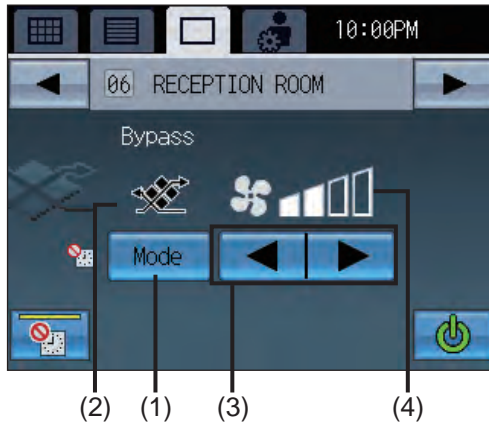 10:00PM
06 RECEPTION ROOM
Bypass
Mode
(2) (1) (3) (4)